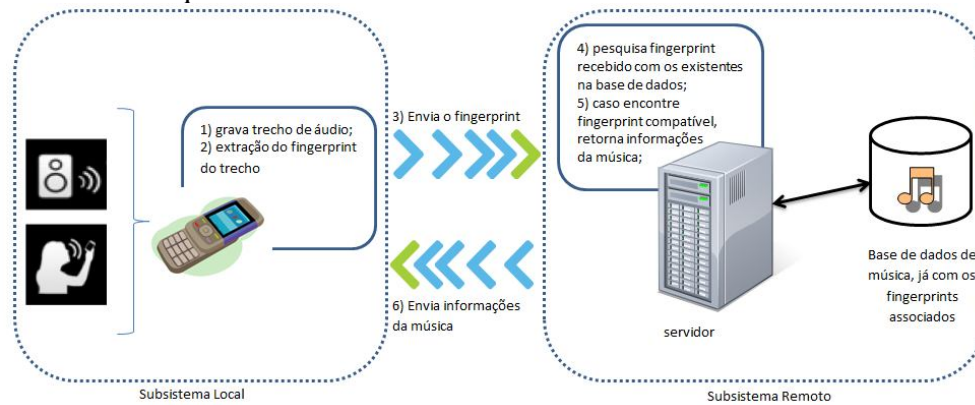 1) grava trecho de áudio;
2) extração do fingerprint
do trecho
3) Envia o fingerprint
4) pesquisa fingerprint
recebido com os existentes
na base de dados;
5) caso encontre
fingerprint compatível,
retorna informações
da música;
6) Envia informações
da música
servidor
Base de dados de
música, já com os
fingerprints
associados
Subsistema Local
Subsistema Remoto